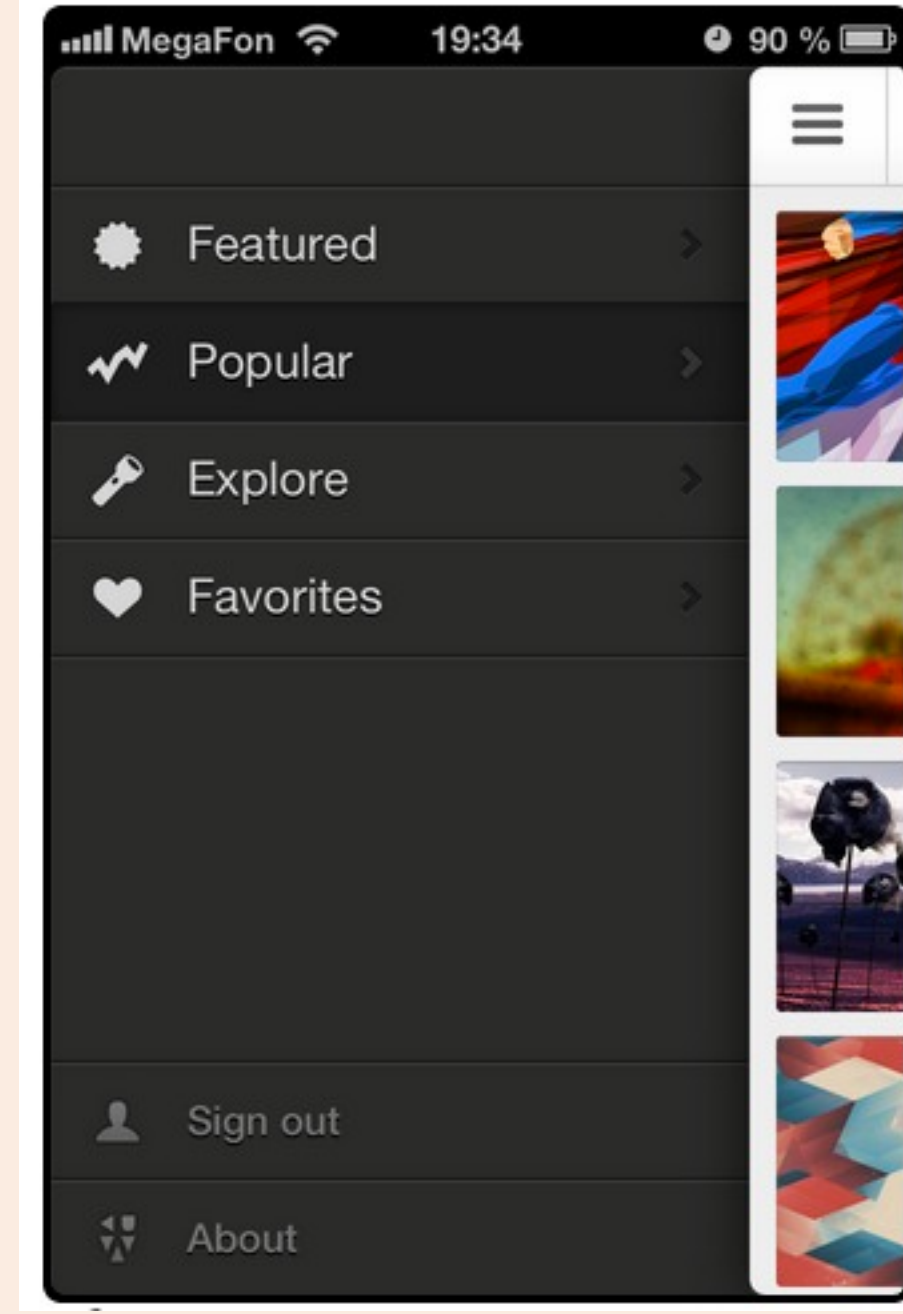 MegaFon 19:34 90 %
Featured
Popular
Explore
Favorites
Sign out
About